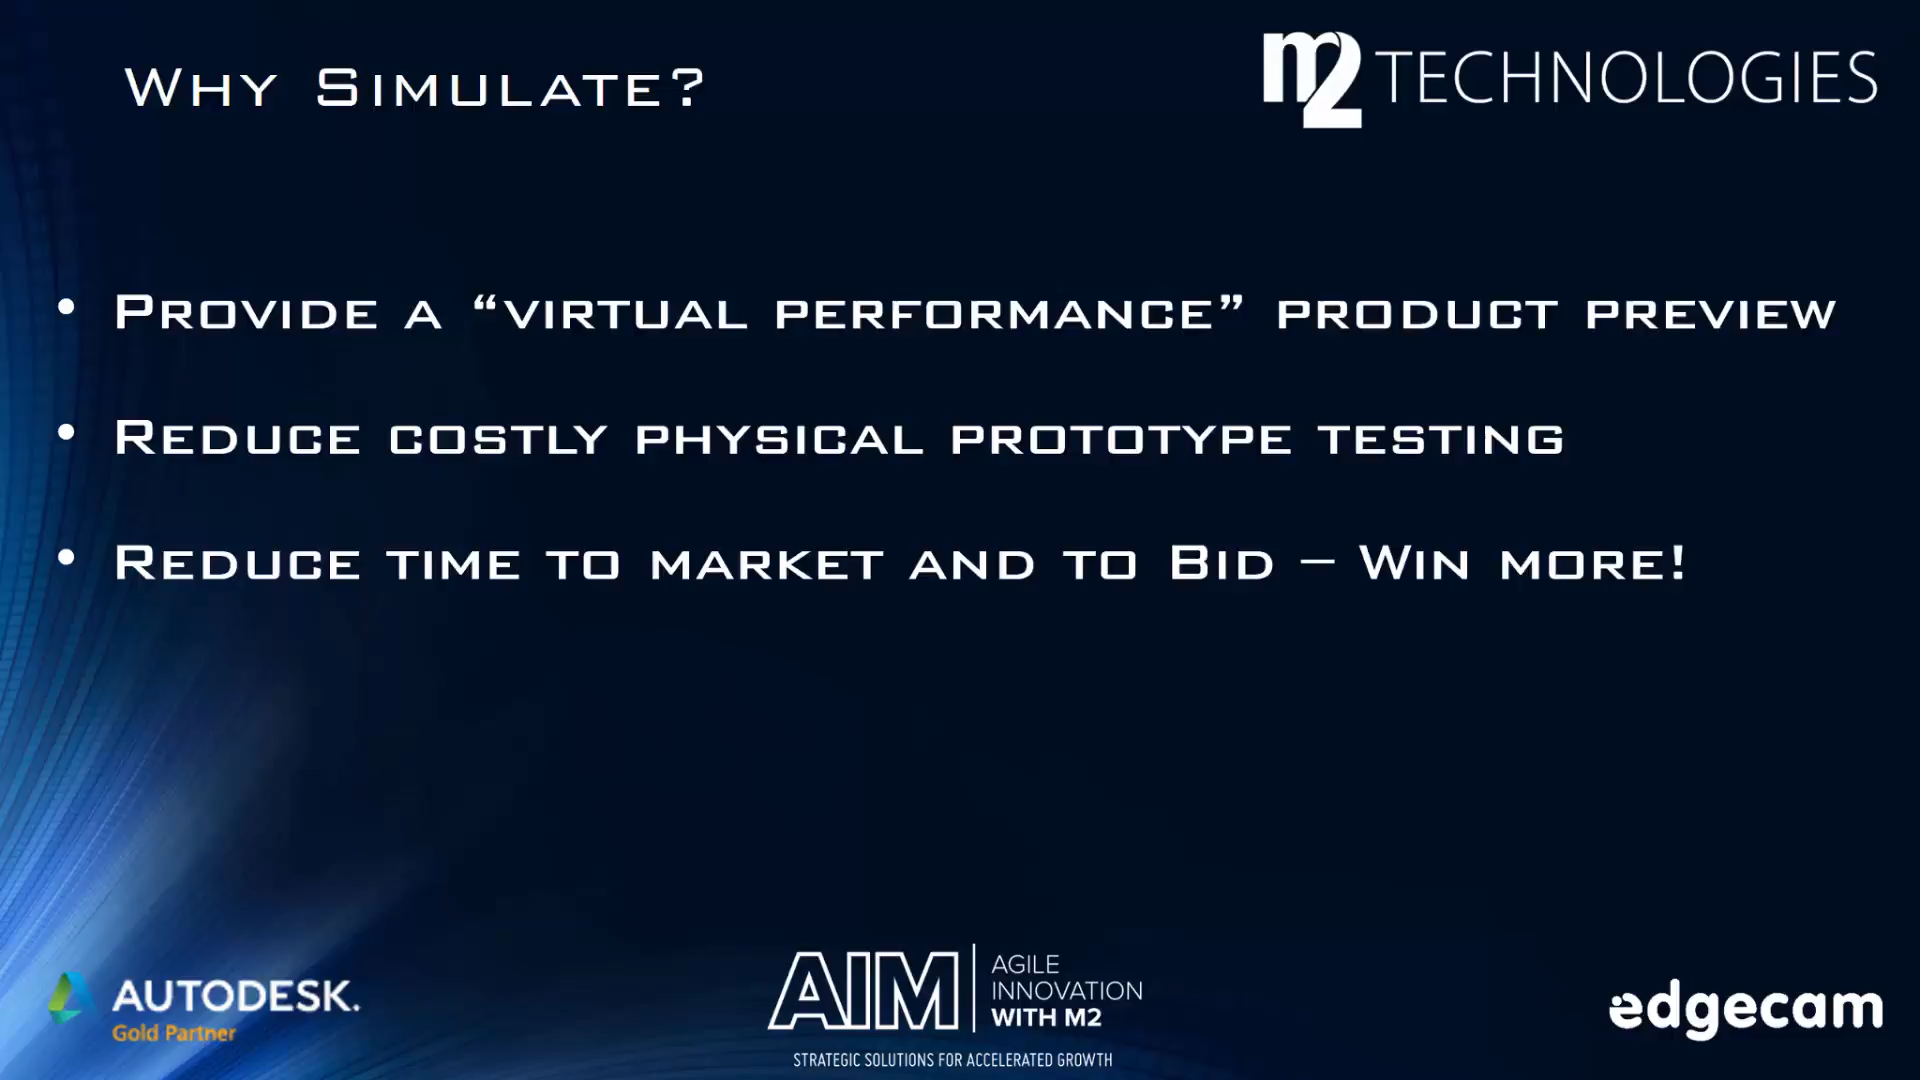 Why Simulate?
m2 TECHNOLOGIES
• Provide a “virtual performance” product preview
• Reduce costly physical prototype testing
• Reduce time to market and to Bid – Win more!
AUTODESK.
Gold Partner
AIM
AGILE
INNOVATION
WITH M2
STRATEGIC SOLUTIONS FOR ACCELERATED GROWTH
edgecam